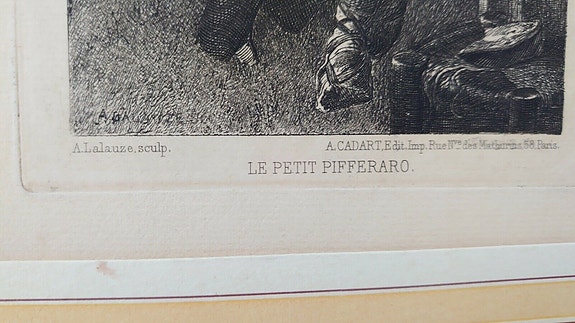 A. Lalauze, sculp. A. CADART, Edit. Imp. Rue Nve des Mathurins, 58, Paris.
LE PETIT PIFFERARO.